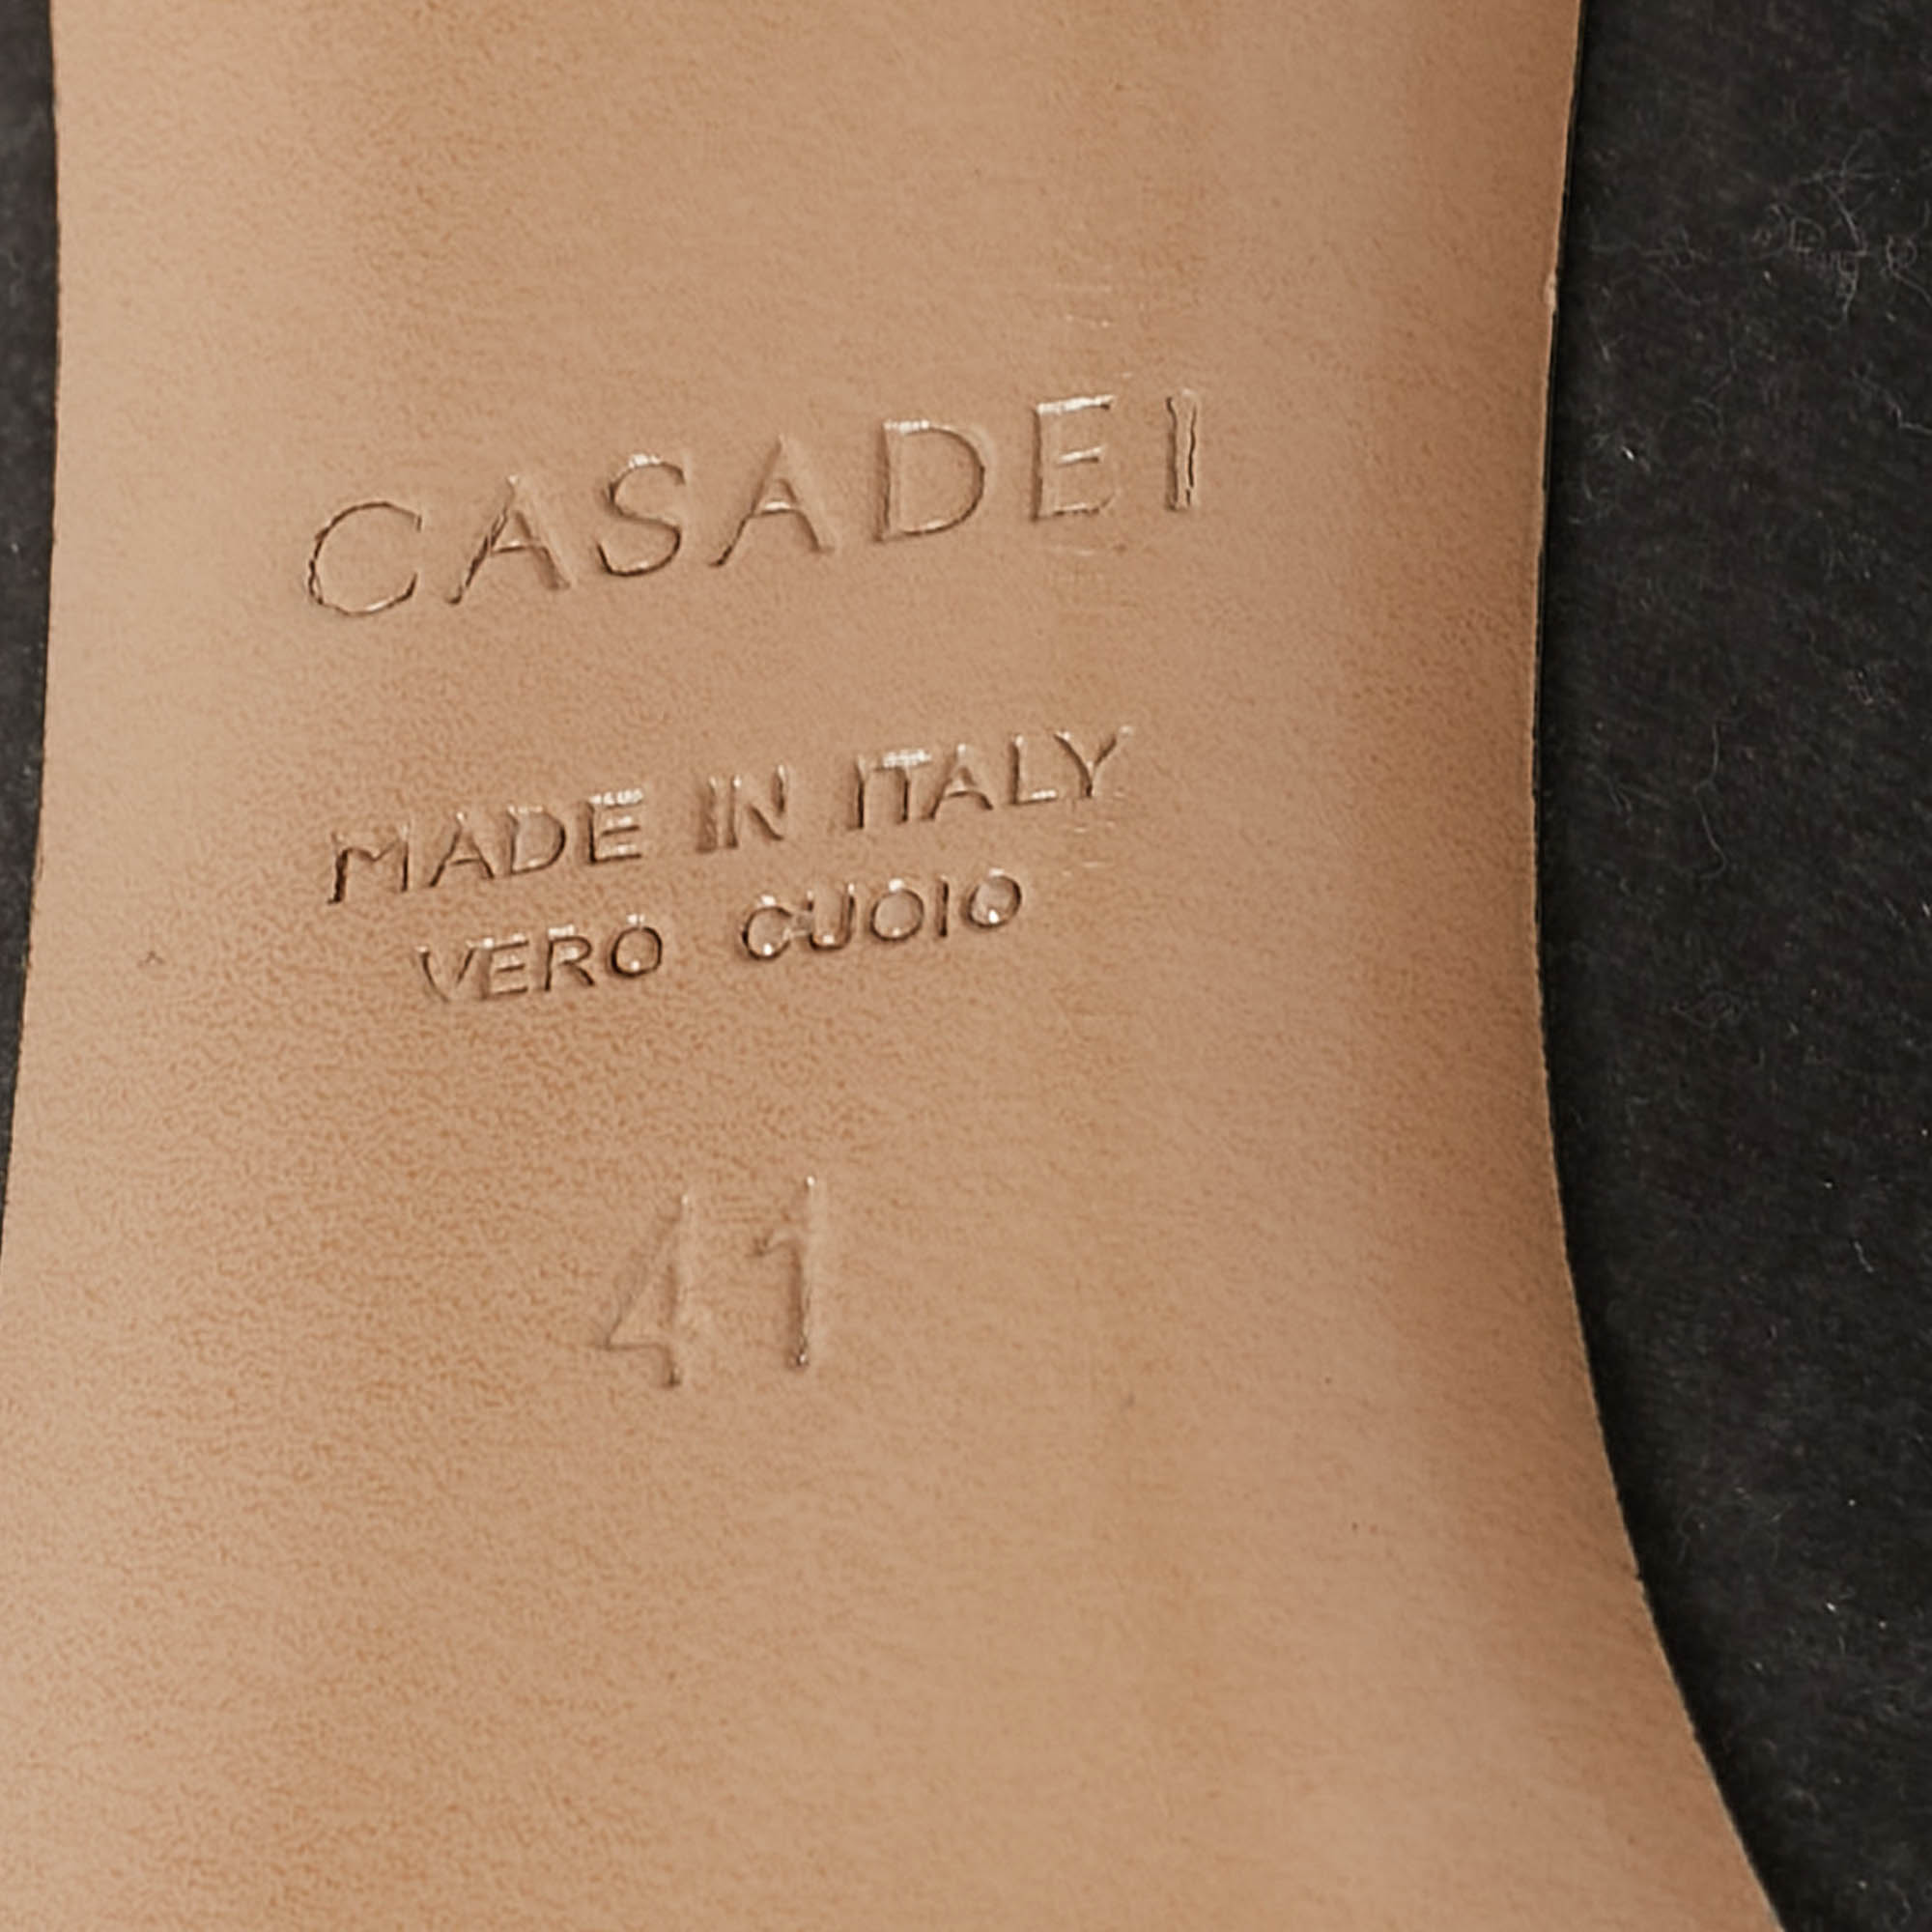 CASADEI
MADE IN ITALY
VERO CUOIO
41